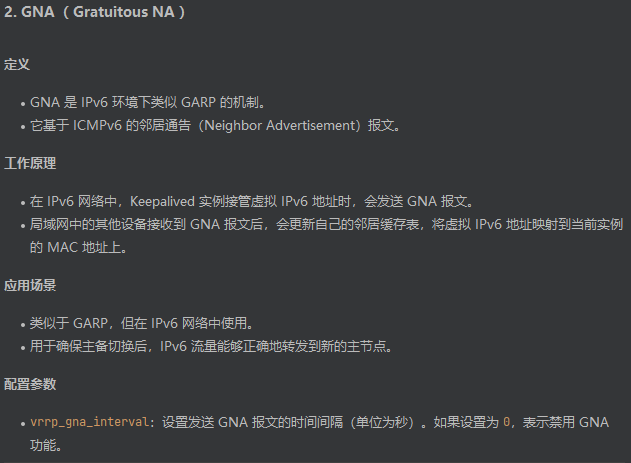 2. GNA（ Gratuitous NA ）
定义
• GNA 是 IPv6 环境下类似 GARP 的机制。
• 它基于 ICMPv6 的邻居通告（Neighbor Advertisement）报文。
工作原理
• 在 IPv6 网络中，Keepalived 实例接管虚拟 IPv6 地址时，会发送 GNA 报文。
• 局域网中的其他设备接收到 GNA 报文后，会更新自己的邻居缓存表，将虚拟 IPv6 地址映射到当前实例
的 MAC 地址上。
应用场景
• 类似于 GARP，但在 IPv6 网络中使用。
• 用于确保主备切换后，IPv6 流量能够正确地转发到新的主节点。
配置参数
• vrrp_gna_interval：设置发送 GNA 报文的时间间隔（单位为秒）。如果设置为 0，表示禁用 GNA
功能。